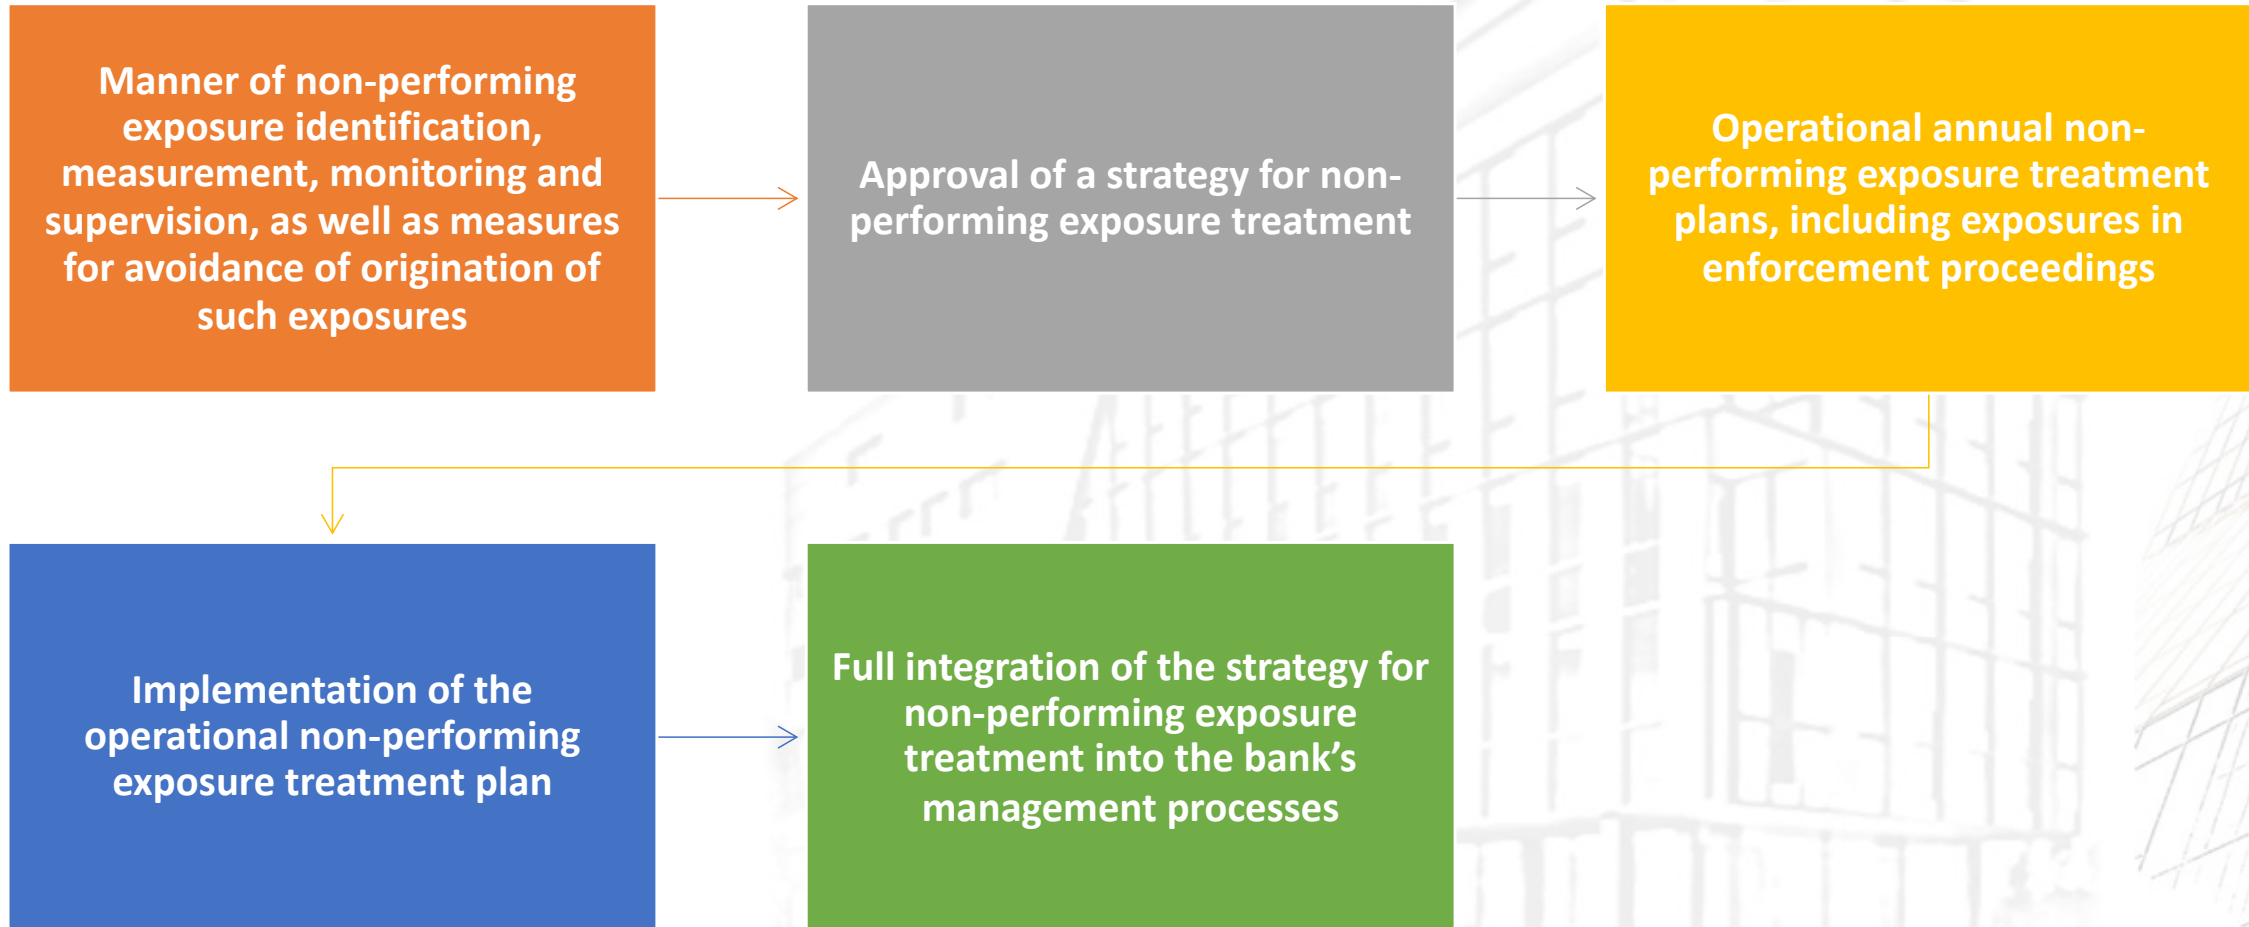 Manner of non-performing
exposure identification,
measurement, monitoring and
supervision, as well as measures
for avoidance of origination of
such exposures
Approval of a strategy for non-
performing exposure treatment
Operational annual non-
performing exposure treatment
plans, including exposures in
enforcement proceedings
Implementation of the
operational non-performing
exposure treatment plan
Full integration of the strategy for
non-performing exposure
treatment into the bank’s
management processes